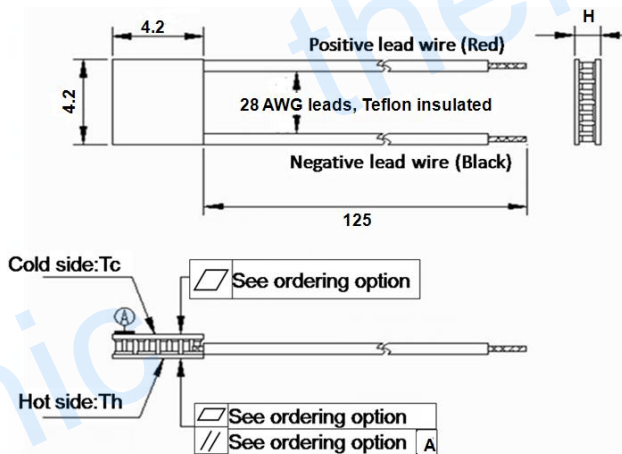 4.2
H
Positive lead wire (Red)
4.2
28 AWG leads, Teflon insulated
Negative lead wire (Black)
125
Cold side:Tc
See ordering option
A
Hot side:Th
See ordering option
// See ordering option A